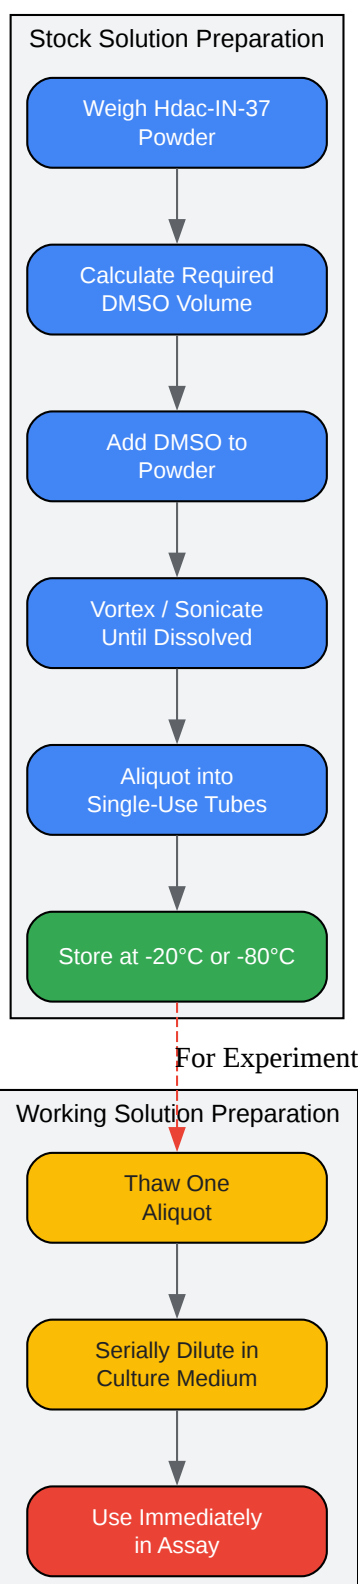 Stock Solution Preparation
Weigh Hdac-IN-37
Powder
Calculate Required
DMSO Volume
Add DMSO to
Powder
Vortex / Sonicate
Until Dissolved
Aliquot into
Single-Use Tubes
Store at -20°C or -80°C
For Experiment
Working Solution Preparation
Thaw One
Aliquot
Serially Dilute in
Culture Medium
Use Immediately
in Assay